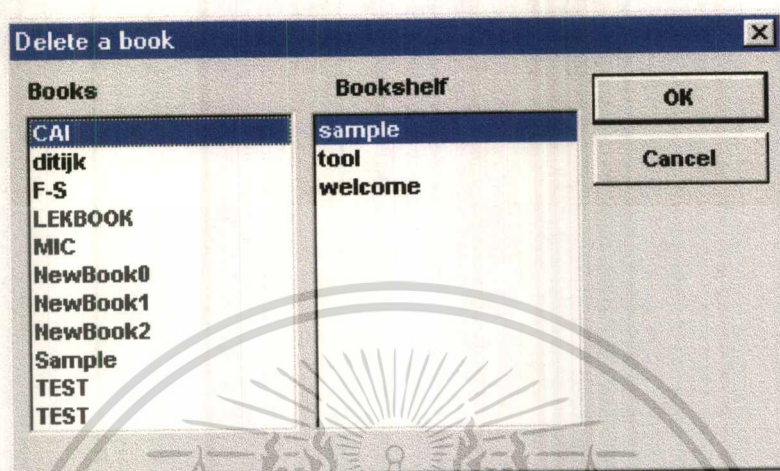 Delete a book
Books
CAI
ditijk
F-S
LEKBOOK
MIC
NewBook0
NewBook1
NewBook2
Sample
TEST
TEST
Bookshelf
sample
tool
welcome
OK
Cancel